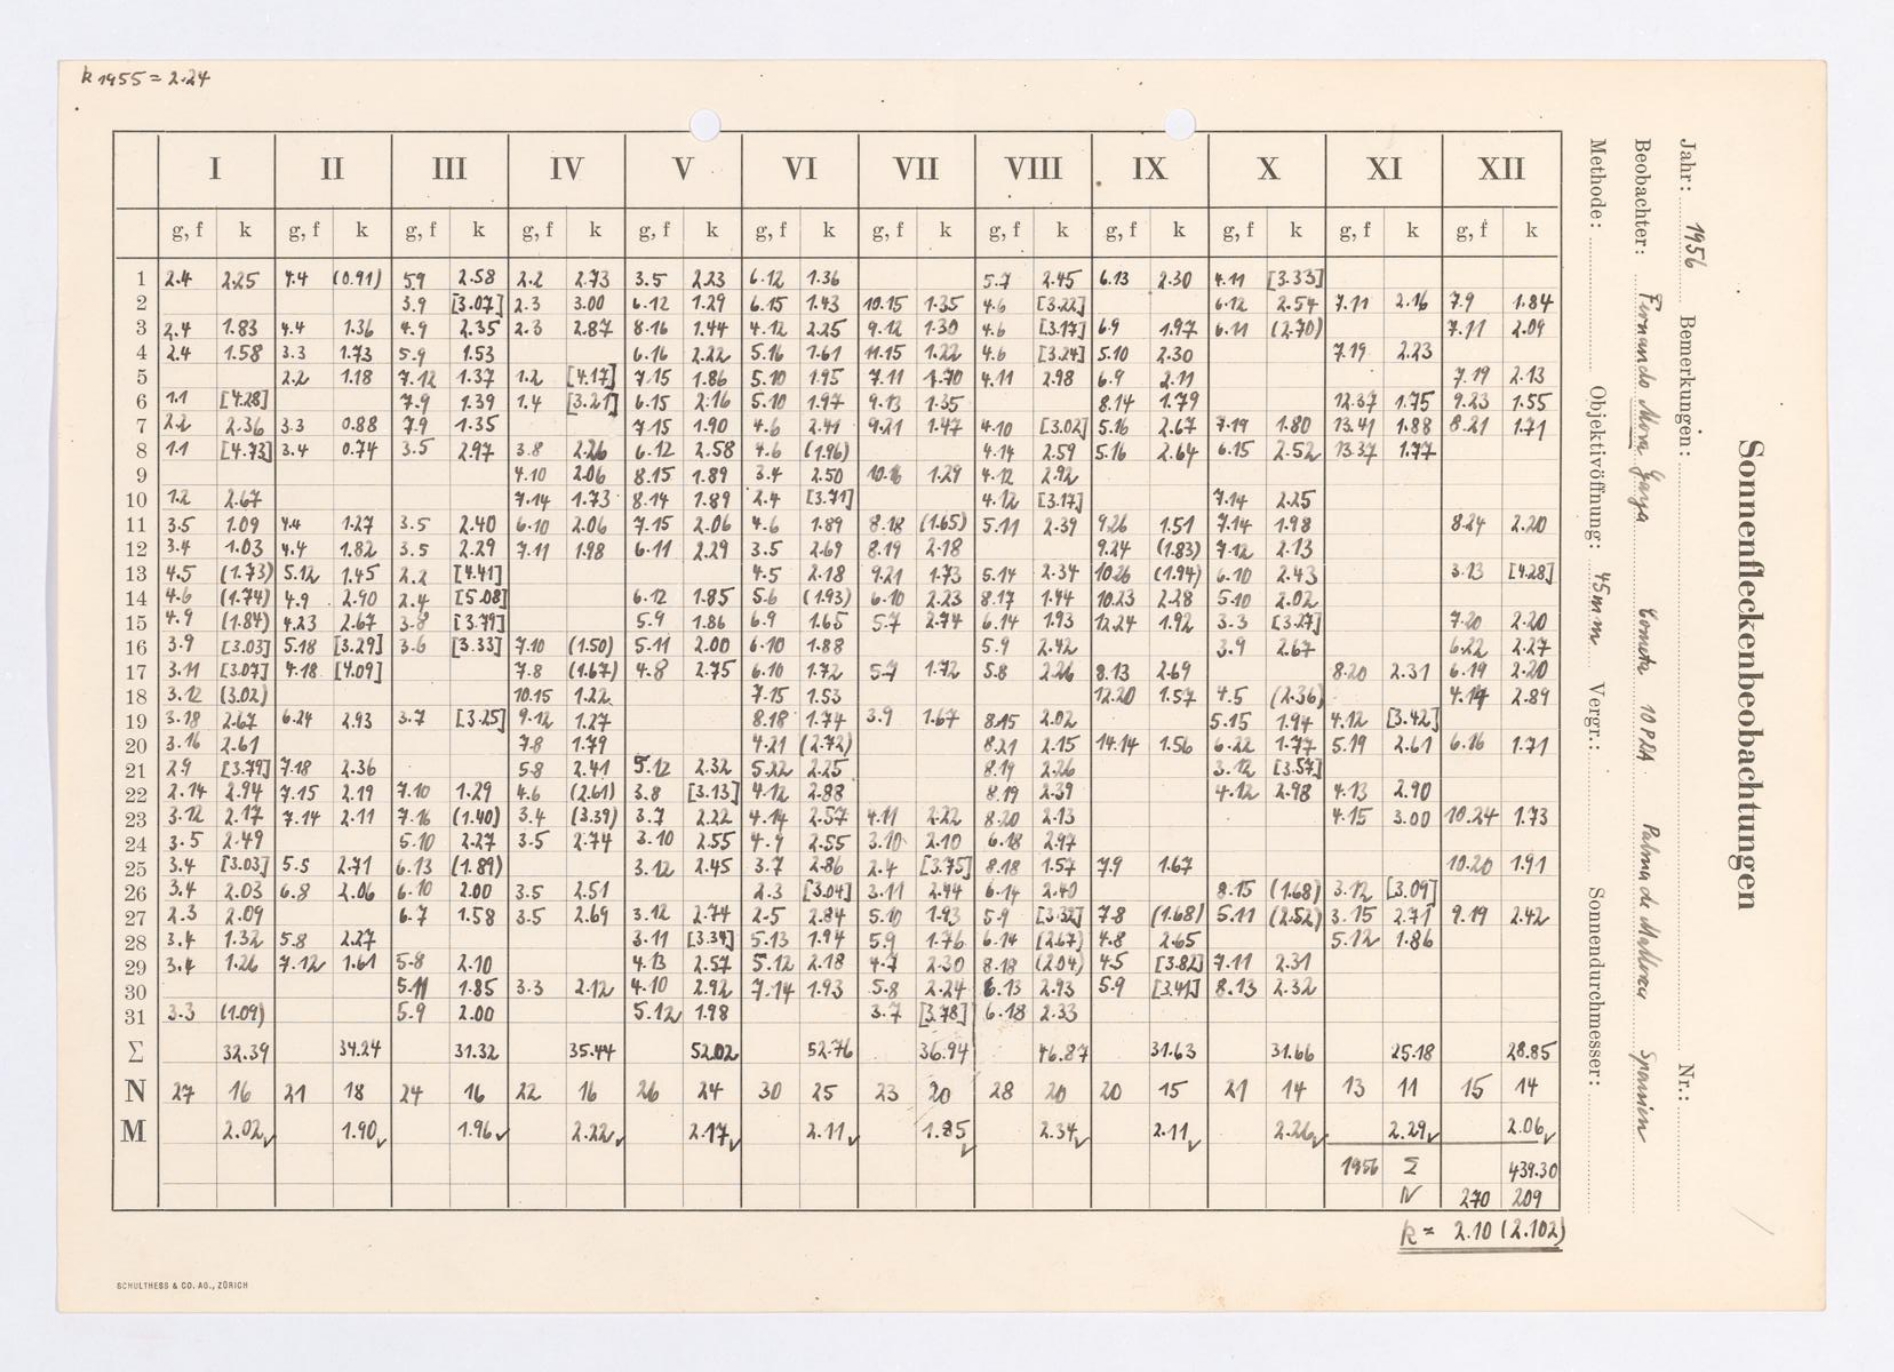 k 1955 = 2.24
I II III IV V VI VII VIII IX X XI XII
g, f k g, f k g, f k g, f k g, f k g, f k g, f k g, f k g, f k g, f k g, f k g, f k
1 2.4 2.25 4.4 (0.91) 5.9 2.58 2.2 2.73 3.5 2.23 6.12 1.36 5.7 2.45 6.13 2.30 4.11 [3.33]
2 3.9 [3.07] 2.3 3.00 6.12 1.29 6.15 1.43 10.15 1.35 4.6 [3.22] 6.12 2.54 7.11 2.16 7.9 1.84
3 2.4 1.83 4.4 1.36 4.9 2.35 2.3 2.87 8.16 1.44 4.12 2.25 9.12 1.30 4.6 [3.17] 6.9 1.97 6.11 (2.70) 7.11 2.09
4 2.4 1.58 3.3 1.73 5.9 1.53 6.16 2.22 5.16 1.61 11.15 1.22 4.6 [3.24] 5.10 2.30 7.19 2.23
5 2.2 1.18 7.12 1.37 1.2 [4.17] 7.15 1.86 5.10 1.95 7.11 1.70 4.11 2.98 6.9 2.11 7.19 2.13
6 1.1 [4.28] 7.9 1.39 1.4 [3.21] 6.15 2.16 5.10 1.97 9.13 1.35 8.14 1.79 12.37 1.75 9.23 1.55
7 2.2 2.36 3.3 0.88 7.9 1.35 7.15 1.90 4.6 2.41 9.21 1.47 4.10 [3.02] 5.16 2.67 7.19 1.80 13.41 1.88 8.21 1.71
8 1.1 [4.73] 3.4 0.74 3.5 2.97 3.8 2.26 6.12 2.58 4.6 (1.96) 4.14 2.59 5.16 2.64 6.15 2.52 13.37 1.77
9 4.10 2.06 8.15 1.89 3.4 2.50 10.16 1.29 4.12 2.92
10 1.2 2.67 7.14 1.73 8.14 1.89 2.4 [3.71] 4.12 [3.17] 7.14 2.25
11 3.5 1.09 4.4 1.27 3.5 2.40 6.10 2.06 7.15 2.06 4.6 1.89 8.18 (1.65) 5.11 2.39 9.26 1.51 7.14 1.98 8.24 2.20
12 3.4 1.03 4.4 1.82 3.5 2.29 7.11 1.98 6.11 2.29 3.5 2.69 8.19 2.18 9.24 (1.83) 7.12 2.13
13 4.5 (1.73) 5.12 1.45 2.2 [4.41] 4.5 2.18 9.21 1.73 5.14 2.34 10.26 (1.94) 6.10 2.43 3.13 [4.28]
14 4.6 (1.74) 4.9 2.90 2.4 [5.08] 6.12 1.85 5.6 (1.93) 6.10 2.23 8.17 1.44 10.23 2.28 5.10 2.02
15 4.9 (1.84) 4.23 2.67 3.8 [3.79] 5.9 1.86 6.9 1.65 5.7 2.74 6.14 1.93 12.24 1.92 3.3 [3.27] 7.20 2.20
16 3.9 [3.03] 5.18 [3.29] 3.6 [3.33] 7.10 (1.50) 5.11 2.00 6.10 1.88 5.9 2.42 3.9 2.67 6.22 2.27
17 3.11 [3.07] 4.18 [4.09] 7.8 (1.67) 4.8 2.75 6.10 1.72 5.7 1.72 5.8 2.26 8.13 2.69 8.20 2.31 6.19 2.20
18 3.12 (3.02) 10.15 1.22 7.15 1.53 12.20 1.57 4.5 (2.36) 4.14 2.89
19 3.18 2.67 6.24 2.93 3.7 [3.25] 9.12 1.27 8.18 1.74 3.9 1.67 8.15 2.02 5.15 1.94 4.12 [3.42]
20 3.16 2.61 7.8 1.79 4.21 (2.72) 8.21 2.15 14.14 1.56 6.22 1.77 5.19 2.61 6.16 1.71
21 2.9 [3.79] 7.18 2.36 5.8 2.41 5.12 2.32 5.22 2.25 8.19 2.26 3.12 [3.57]
22 2.14 2.94 7.15 2.19 7.10 1.29 4.6 (2.61) 3.8 [3.13] 4.12 2.88 8.19 2.39 4.12 2.98 4.13 2.90
23 3.12 2.17 7.14 2.11 7.16 (1.40) 3.4 (3.39) 3.7 2.22 4.14 2.57 4.11 2.22 8.20 2.13 4.15 3.00 10.24 1.73
24 3.5 2.49 5.10 2.27 3.5 2.74 3.10 2.55 4.9 2.55 3.10 2.10 6.18 2.97
25 3.4 [3.03] 5.5 2.71 6.13 (1.89) 3.12 2.45 3.7 2.86 2.4 [3.75] 8.18 1.57 7.9 1.67 10.20 1.91
26 3.4 2.03 6.8 2.06 6.10 2.00 3.5 2.51 2.3 [3.04] 3.11 2.44 6.14 2.40 8.15 (1.68) 3.12 [3.09]
27 2.3 2.09 6.7 1.58 3.5 2.69 3.12 2.74 2.5 2.84 5.10 1.93 5.9 [3.32] 7.8 (1.68) 5.11 (2.52) 3.15 2.71 9.19 2.42
28 3.4 1.32 5.8 2.27 3.11 [3.34] 5.13 1.94 5.9 1.76 6.14 (2.67) 4.8 2.65 5.12 1.86
29 3.4 1.26 7.12 1.61 5.8 2.10 4.13 2.57 5.12 2.18 4.7 2.30 8.18 (2.04) 4.5 [3.82] 7.11 2.31
30 5.11 1.85 3.3 2.12 4.10 2.92 7.14 1.93 5.8 2.24 6.13 2.93 5.9 [3.41] 8.13 2.32
31 3.3 (1.09) 5.9 2.00 5.12 1.98 3.7 [3.78] 6.18 2.33
Σ 32.39 34.24 31.32 35.44 52.02 52.76 36.94 46.87 31.63 31.66 25.18 28.85
N 27 16 21 18 24 16 22 16 26 24 30 25 23 20 28 20 20 15 21 14 13 11 15 14
M 2.02✓ 1.90✓ 1.96✓ 2.22✓ 2.17✓ 2.11✓ 1.85✓ 2.34✓ 2.11✓ 2.26✓ 2.29✓ 2.06✓
1956 Σ 439.30
N 270 209
k = 2.10 (2.102)
SCHULTHESS & CO. AG., ZÜRICH
Sonnenfleckenbeobachtungen
Jahr: 1956 Bemerkungen: Nr.:
Beobachter: Fernando Mora Palma de Mallorca Spanien
Methode: Objektivöffnung: 45mm Vergr.: Sonnendurchmesser: